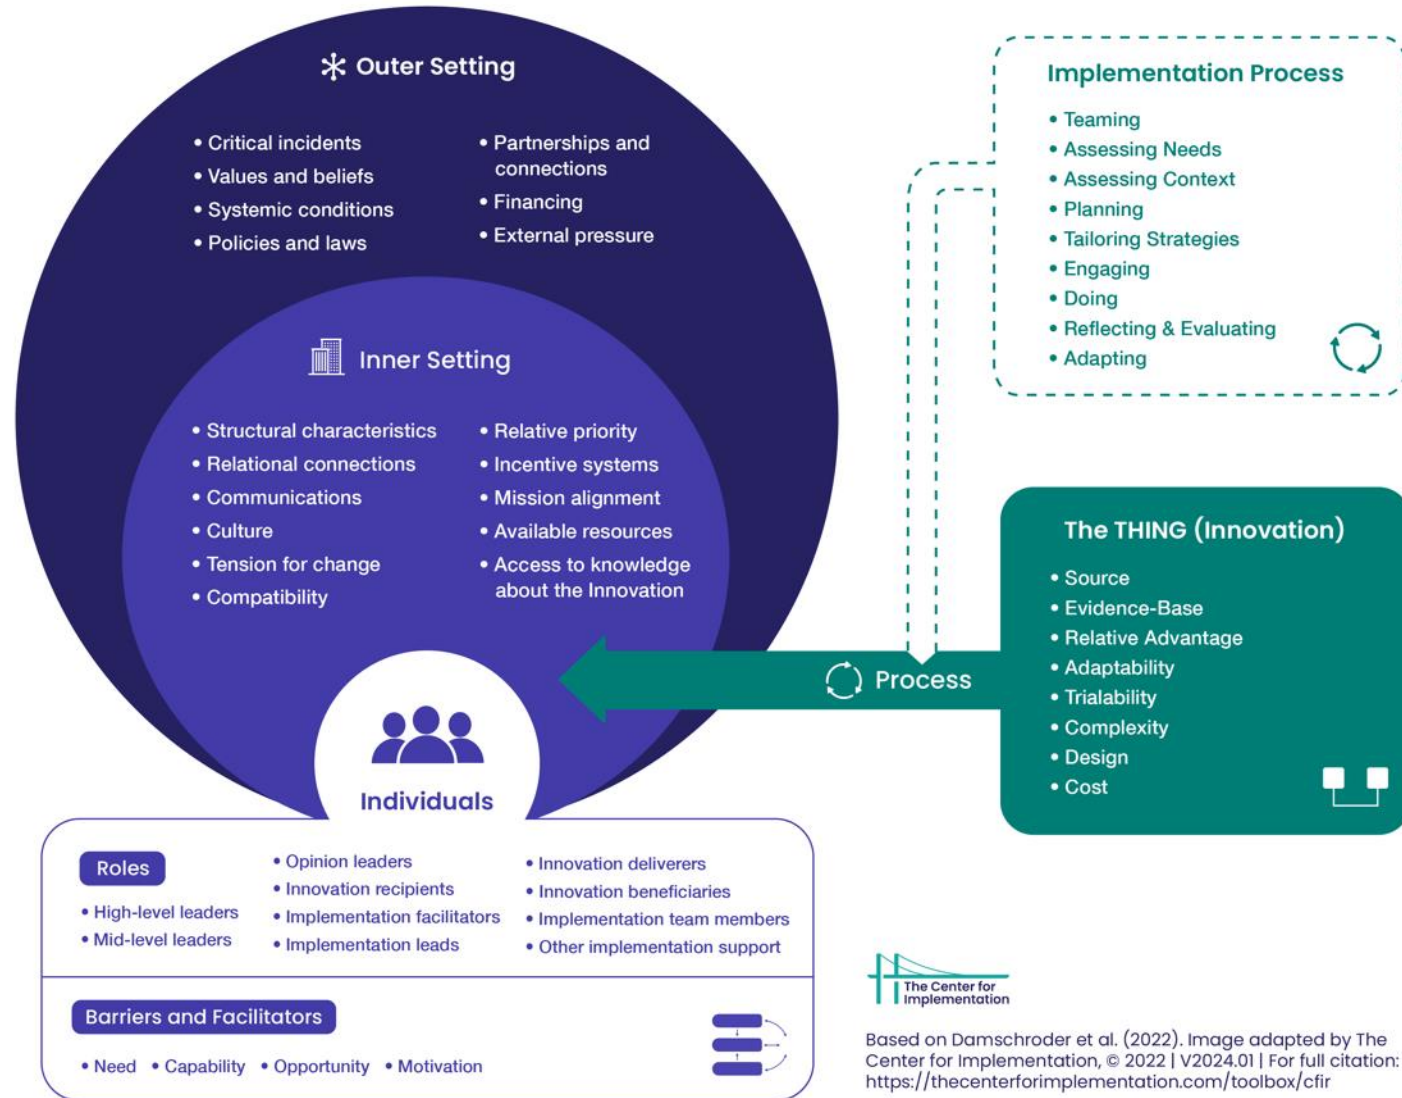 Outer Setting
• Critical incidents
• Values and beliefs
• Systemic conditions
• Policies and laws
• Partnerships and
connections
• Financing
• External pressure
Inner Setting
• Structural characteristics
• Relational connections
• Communications
• Culture
• Tension for change
• Compatibility
• Relative priority
• Incentive systems
• Mission alignment
• Available resources
• Access to knowledge
about the Innovation
Individuals
Roles
• High-level leaders
• Mid-level leaders
• Opinion leaders
• Innovation recipients
• Implementation facilitators
• Implementation leads
• Innovation deliverers
• Innovation beneficiaries
• Implementation team members
• Other implementation support
Barriers and Facilitators
• Need • Capability • Opportunity • Motivation
Implementation Process
• Teaming
• Assessing Needs
• Assessing Context
• Planning
• Tailoring Strategies
• Engaging
• Doing
• Reflecting & Evaluating
• Adapting
Process
The THING (Innovation)
• Source
• Evidence-Base
• Relative Advantage
• Adaptability
• Trialability
• Complexity
• Design
• Cost
The Center for
Implementation
Based on Damschroder et al. (2022). Image adapted by The
Center for Implementation, © 2022 | V2024.01 | For full citation:
https://thecenterforimplementation.com/toolbox/cfir